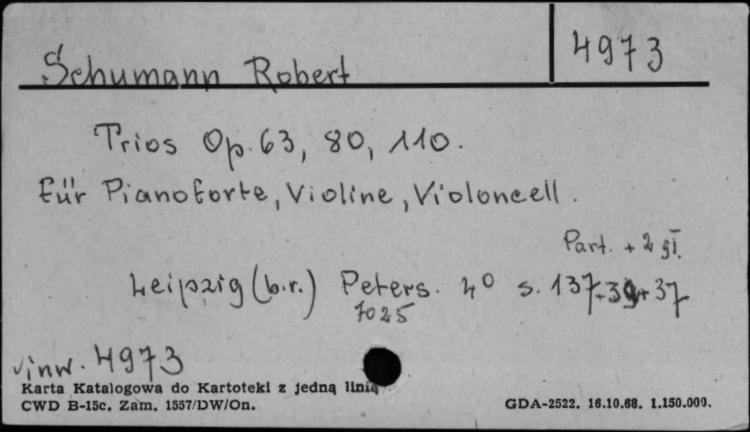 4973
Schumann Robert
Trios Op. 63, 80, 110.
für Pianoforte, Violine, Violoncell.
Part. + 2 gł.
Leipzig (b.r.) Peters. 4° s. 137+39+37
7025
inw. 4973
Karta Katalogowa do Kartoteki z jedną linią
CWD B-15c. Zam. 1557/DW/On.
GDA-2522. 16.10.68. 1.150.000.